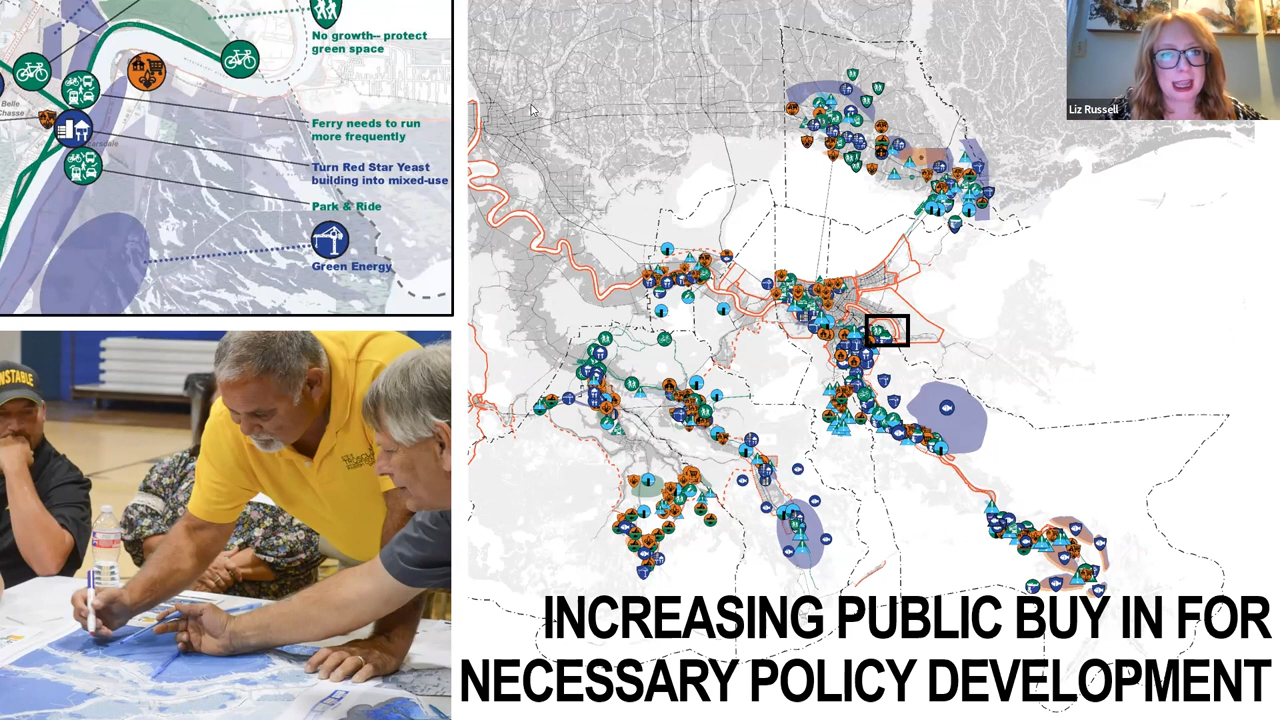 No growth-- protect
green space
Belle
Chasse
Ferry needs to run
more frequently
Turn Red Star Yeast
building into mixed-use
Park & Ride
Green Energy
Liz Russell
INCREASING PUBLIC BUY IN FOR
NECESSARY POLICY DEVELOPMENT